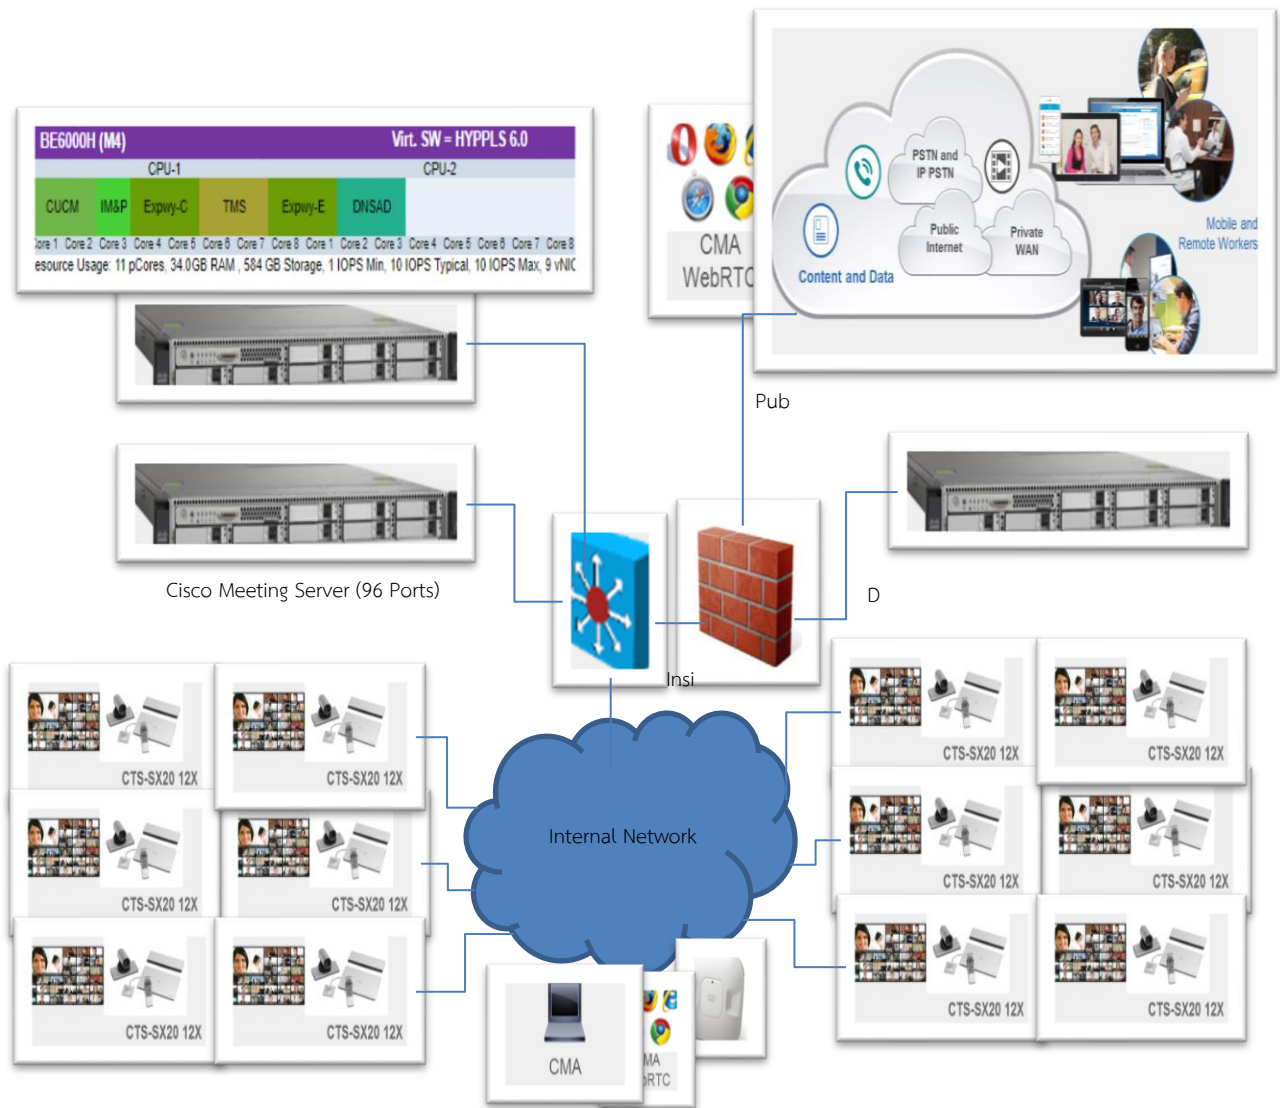 BE6000H (M4) Virt. SW = HYPPLS 6.0
CPU-1 CPU-2
CUCM IM&P Expwy-C TMS Expwy-E DNSAD
ore 1 Core 2 Core 3 Core 4 Core 5 Core 6 Core 7 Core 8 Core 1 Core 2 Core 3 Core 4 Core 5 Core 6 Core 7 Core 8
esource Usage: 11 pCores, 34.0GB RAM , 584 GB Storage, 1 IOPS Min, 10 IOPS Typical, 10 IOPS Max, 9 vNIC
CMA
WebRTC
PSTN and
IP PSTN
Public
Internet
Private
WAN
Content and Data
Mobile and
Remote Workers
Pub
Cisco Meeting Server (96 Ports)
D
Insi
CTS-SX20 12X
CTS-SX20 12X
CTS-SX20 12X
CTS-SX20 12X
CTS-SX20 12X
CTS-SX20 12X
Internal Network
CTS-SX20 12X
CTS-SX20 12X
CTS-SX20 12X
CTS-SX20 12X
CTS-SX20 12X
CTS-SX20 12X
CMA
MA
bRTC